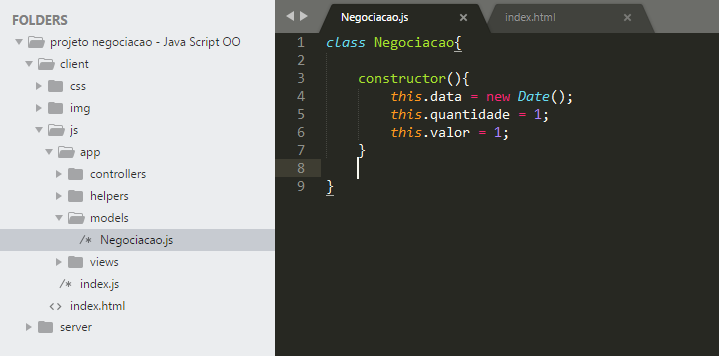 FOLDERS
projeto negociacao - Java Script OO
client
css
img
js
app
controllers
helpers
models
/* Negociacao.js
views
/* index.js
<> index.html
server
Negociacao.js × index.html ×
1 class Negociacao{
2
3 constructor(){
4 this.data = new Date();
5 this.quantidade = 1;
6 this.valor = 1;
7 }
8
9 }